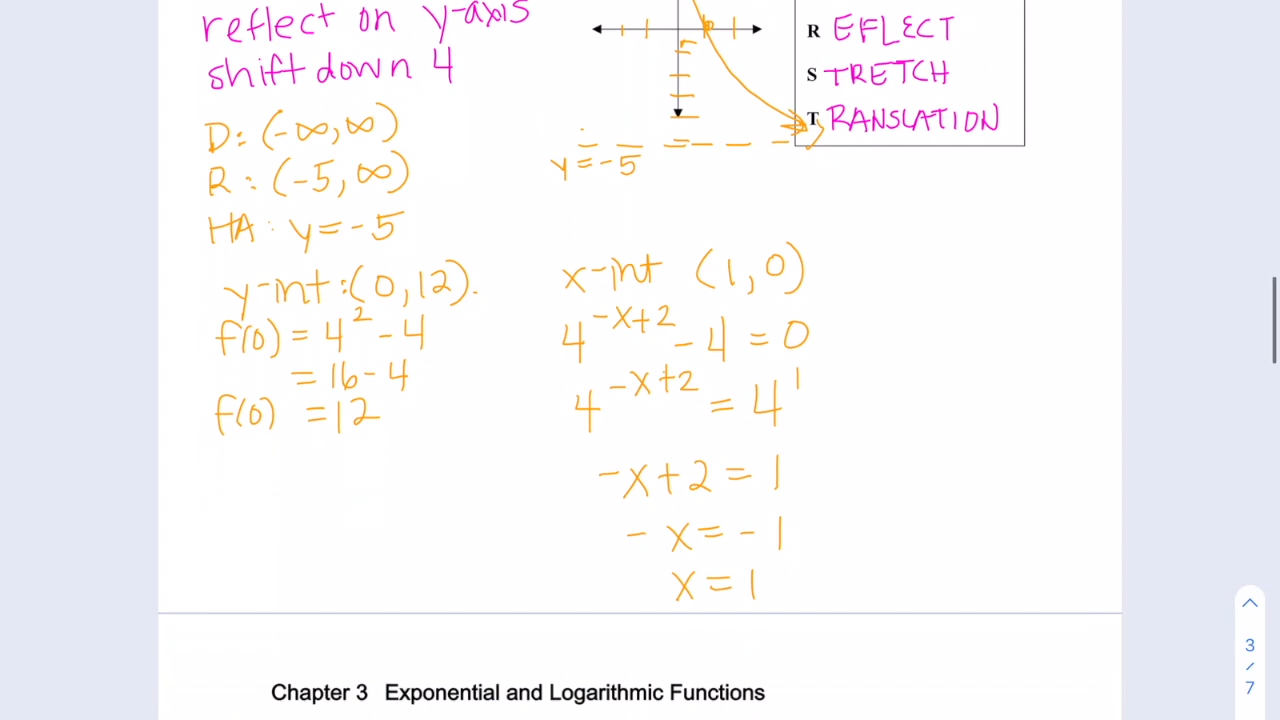 reflect on y-axis
shift down 4
R EFLECT
S TRETCH
T RANSLATION
D: (-∞, ∞)
R: (-5, ∞)
HA: y = -5
y = -5
y-int: (0, 12).
f(0) = 4² - 4
= 16 - 4
f(0) = 12
x-int (1, 0)
4^(-x+2) - 4 = 0
4^(-x+2) = 4^1
-x + 2 = 1
-x = -1
x = 1
Chapter 3 Exponential and Logarithmic Functions
3
/
7